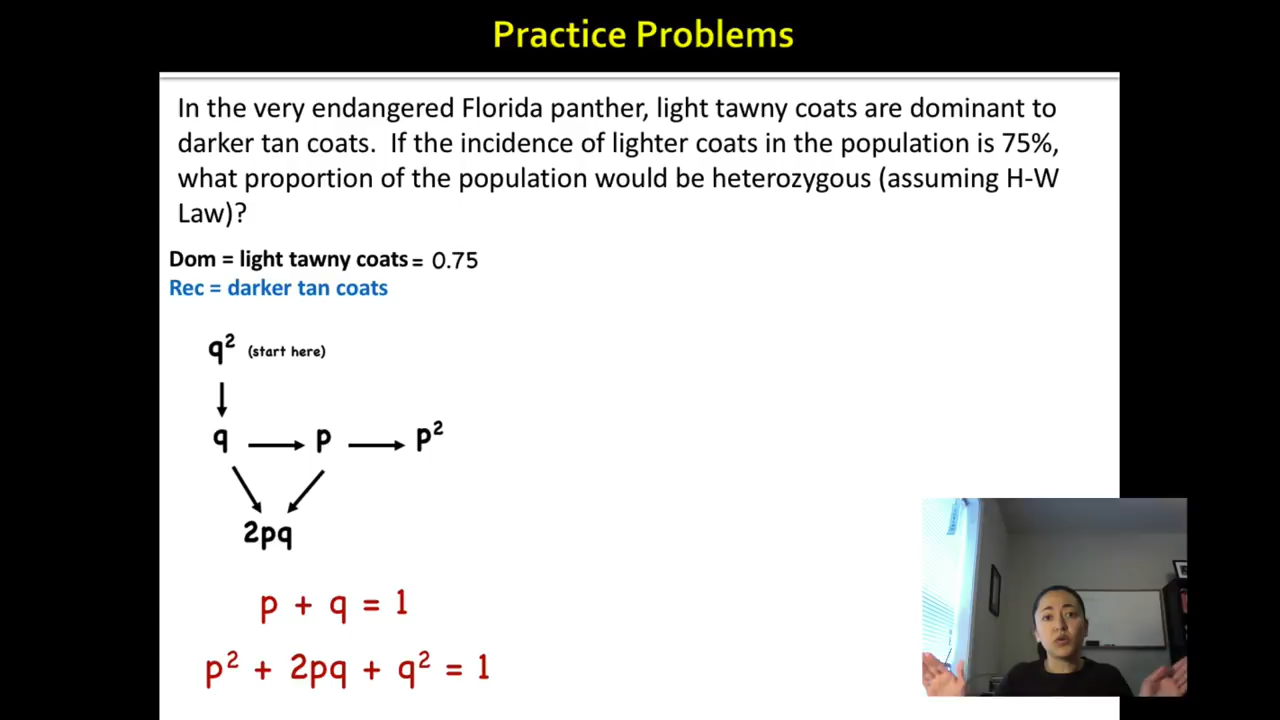 Practice Problems
In the very endangered Florida panther, light tawny coats are dominant to
darker tan coats.  If the incidence of lighter coats in the population is 75%,
what proportion of the population would be heterozygous (assuming H-W
Law)?
Dom = light tawny coats = 0.75
Rec = darker tan coats
q² (start here)
q p p²
2pq
p + q = 1
p² + 2pq + q² = 1